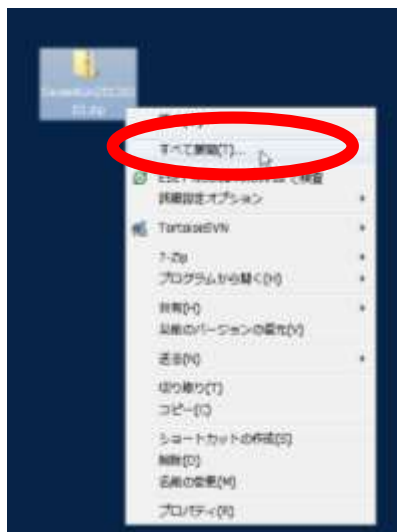 すべて展開(T)...
詳細設定オプション
TortoiseSVN
7-Zip
プログラムから開く(H)
共有(H)
以前のバージョンの復元(V)
送る(N)
切り取り(T)
コピー(C)
ショートカットの作成(S)
削除(D)
名前の変更(M)
プロパティ(R)